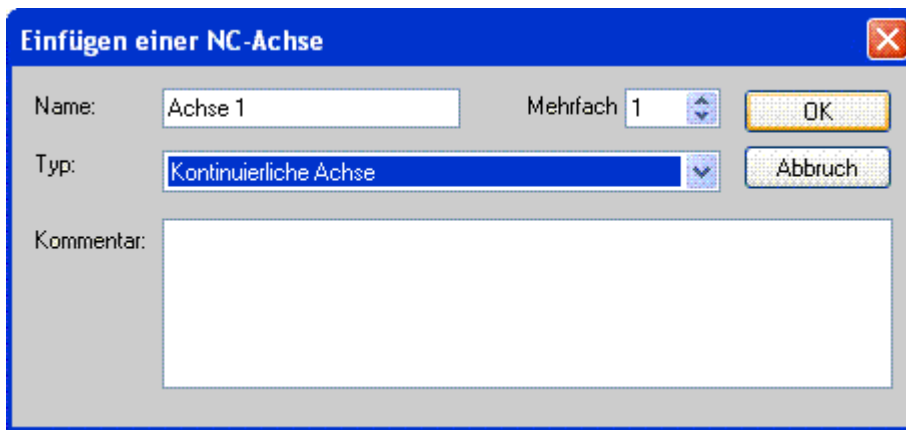 Einfügen einer NC-Achse
Name: Achse 1 Mehrfach 1 OK
Typ: Kontinuierliche Achse Abbruch
Kommentar: